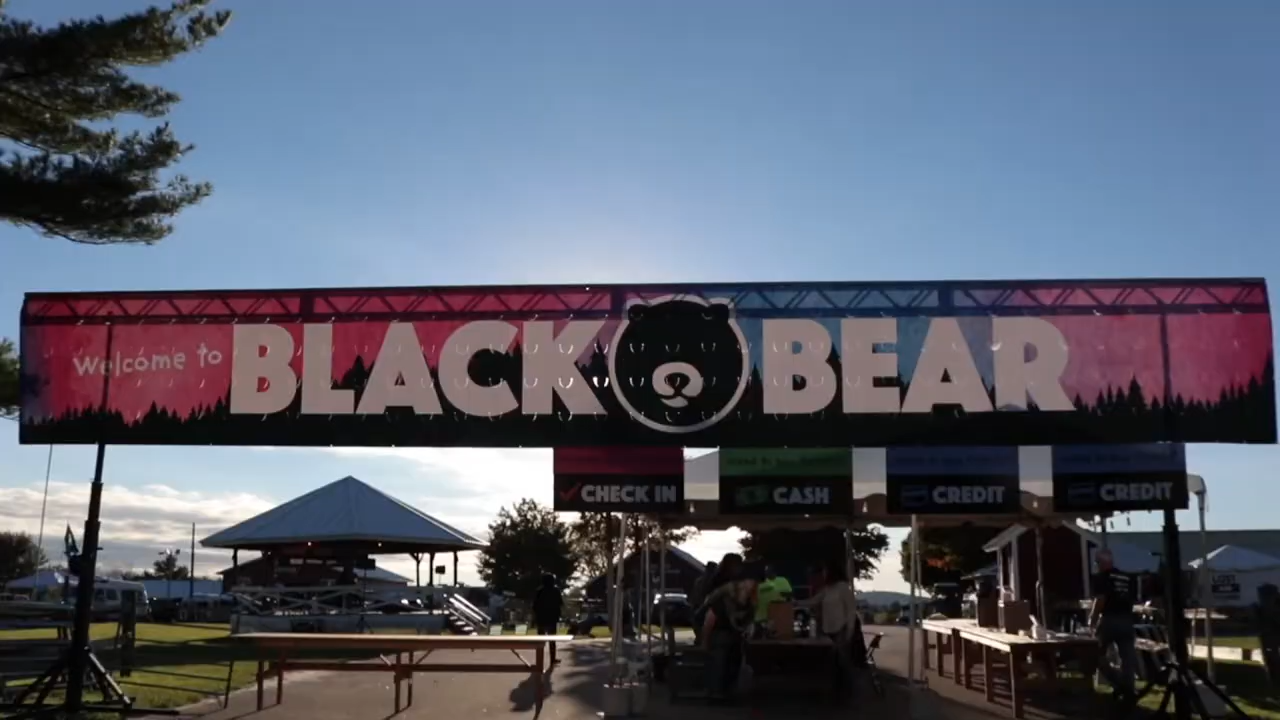 Welcome to BLACK BEAR
CHECK IN
CASH
CREDIT
CREDIT